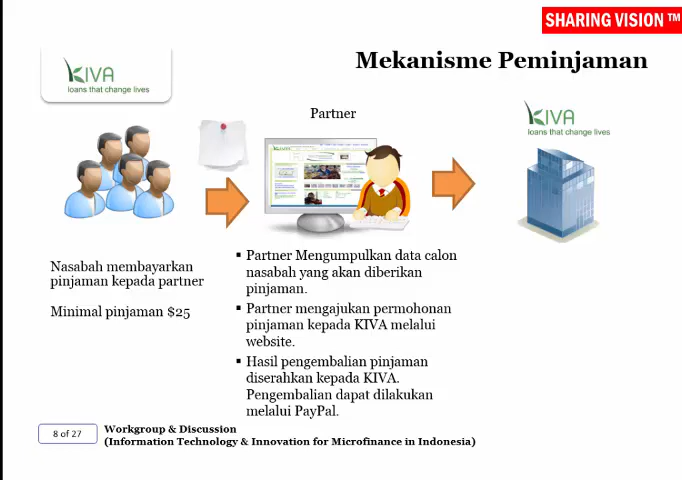 SHARING VISION ™
KIVA
loans that change lives
Mekanisme Peminjaman
Partner
KIVA
loans that change lives
Nasabah membayarkan
pinjaman kepada partner
Minimal pinjaman $25
▪ Partner Mengumpulkan data calon
nasabah yang akan diberikan
pinjaman.
▪ Partner mengajukan permohonan
pinjaman kepada KIVA melalui
website.
▪ Hasil pengembalian pinjaman
diserahkan kepada KIVA.
Pengembalian dapat dilakukan
melalui PayPal.
8 of 27
Workgroup & Discussion
(Information Technology & Innovation for Microfinance in Indonesia)